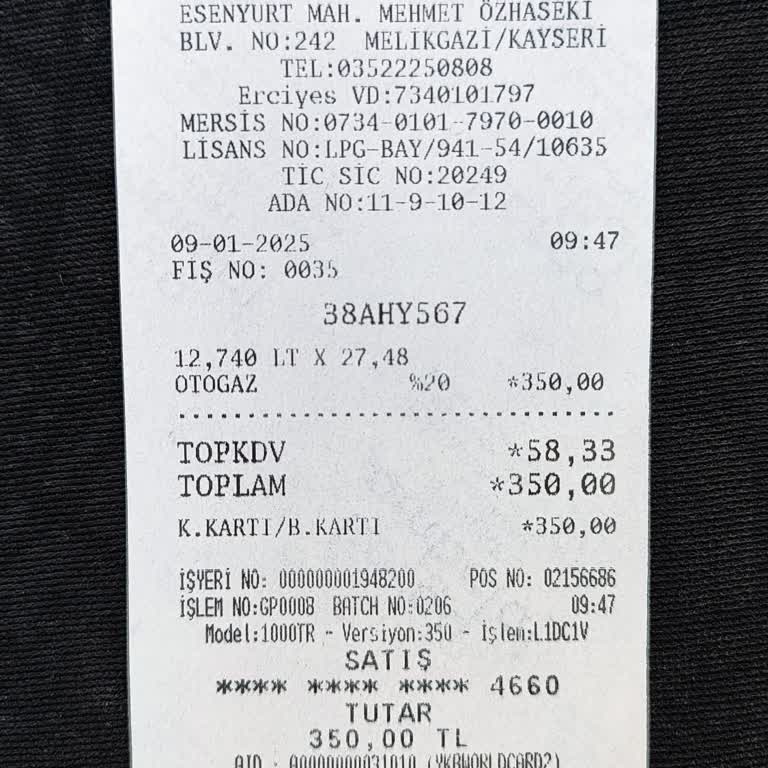 ESENYURT MAH. MEHMET ÖZHASEKİ
BLV. NO:242 MELİKGAZİ/KAYSERİ
TEL:03522250808
Erciyes VD:7340101797
MERSİS NO:0734-0101-7970-0010
LİSANS NO:LPG-BAY/941-54/10635
TİC SİC NO:20249
ADA NO:11-9-10-12
09-01-2025 09:47
FİŞ NO: 0035
38AHY567
12,740 LT X 27,48
OTOGAZ %20 *350,00
TOPKDV *58,33
TOPLAM *350,00
K.KARTI/B.KARTI *350,00
İŞYERİ NO: 000000001948200 POS NO: 02156686
İŞLEM NO:GP0008 BATCH NO:0206 09:47
Model:1000TR - Versiyon:350 - İşlem:L1DC1V
SATIŞ
**** **** **** 4660
TUTAR
350,00 TL
AID : A0000000031010 (YKBWORLDCARD2)